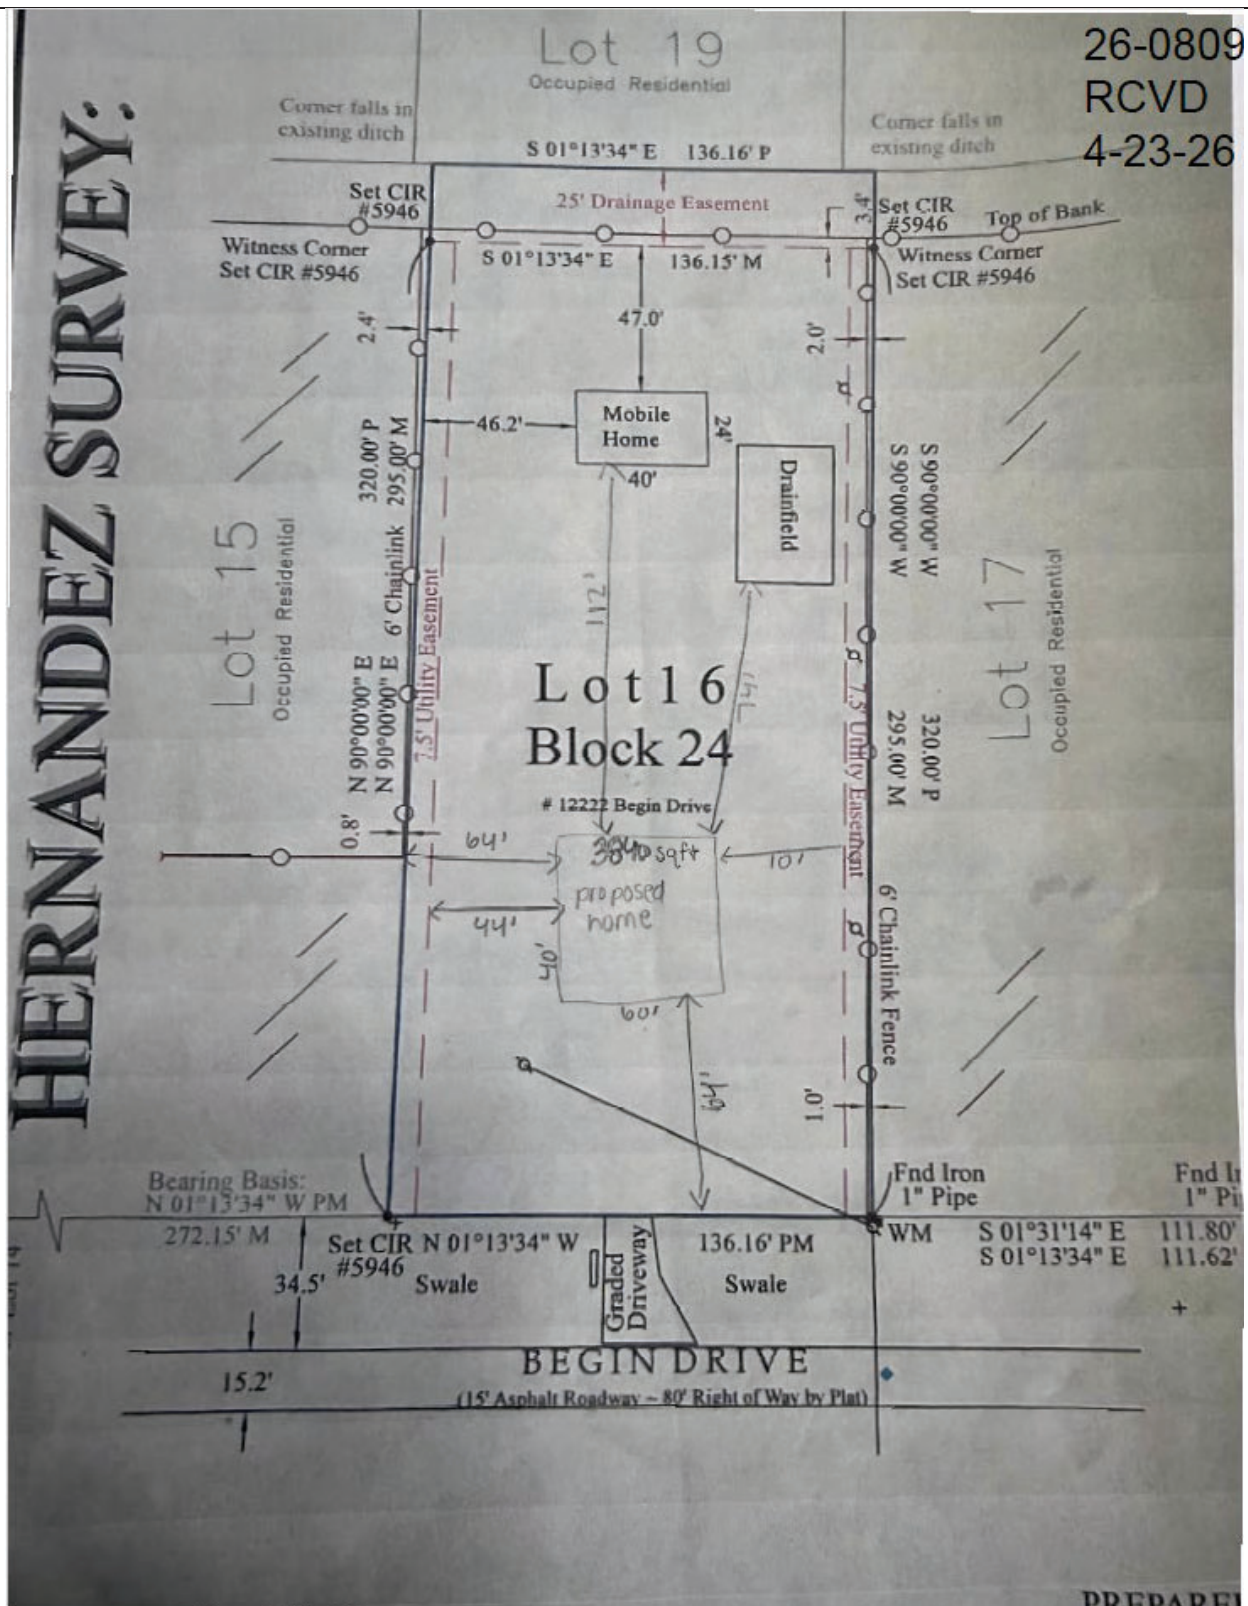 26-0809
RCVD
4-23-26
HERNANDEZ SURVEY:
Lot 19
Occupied Residential
Corner falls in
existing ditch
Corner falls in
existing ditch
S 01°13'34" E 136.16' P
25' Drainage Easement
Set CIR
#5946
3.4'
Set CIR
#5946
Top of Bank
Witness Corner
Set CIR #5946
S 01°13'34" E 136.15' M
Witness Corner
Set CIR #5946
2.4'
47.0'
2.0'
46.2'
Mobile
Home
24'
40'
Drainfield
320.00' P
295.00' M
6' Chainlink
N 90°00'00" E
N 90°00'00" E
7.5' Utility Easement
Lot 15
Occupied Residential
S 90°00'00" W
S 90°00'00" W
320.00' P
295.00' M
7.5' Utility Easement
Lot 17
Occupied Residential
112'
74'
Lot 16
Block 24
# 12222 Begin Drive
0.8'
64'
sqft
10'
proposed
home
44'
40'
60'
64'
6' Chainlink Fence
1.0'
Bearing Basis:
N 01°13'34" W PM
272.15' M
Fnd Iron
1" Pipe
WM
S 01°31'14" E 111.80'
S 01°13'34" E 111.62'
Set CIR
#5946
N 01°13'34" W
136.16' PM
34.5'
Swale
Graded
Driveway
Swale
BEGIN DRIVE
(15' Asphalt Roadway ~ 80' Right of Way by Plat)
15.2'